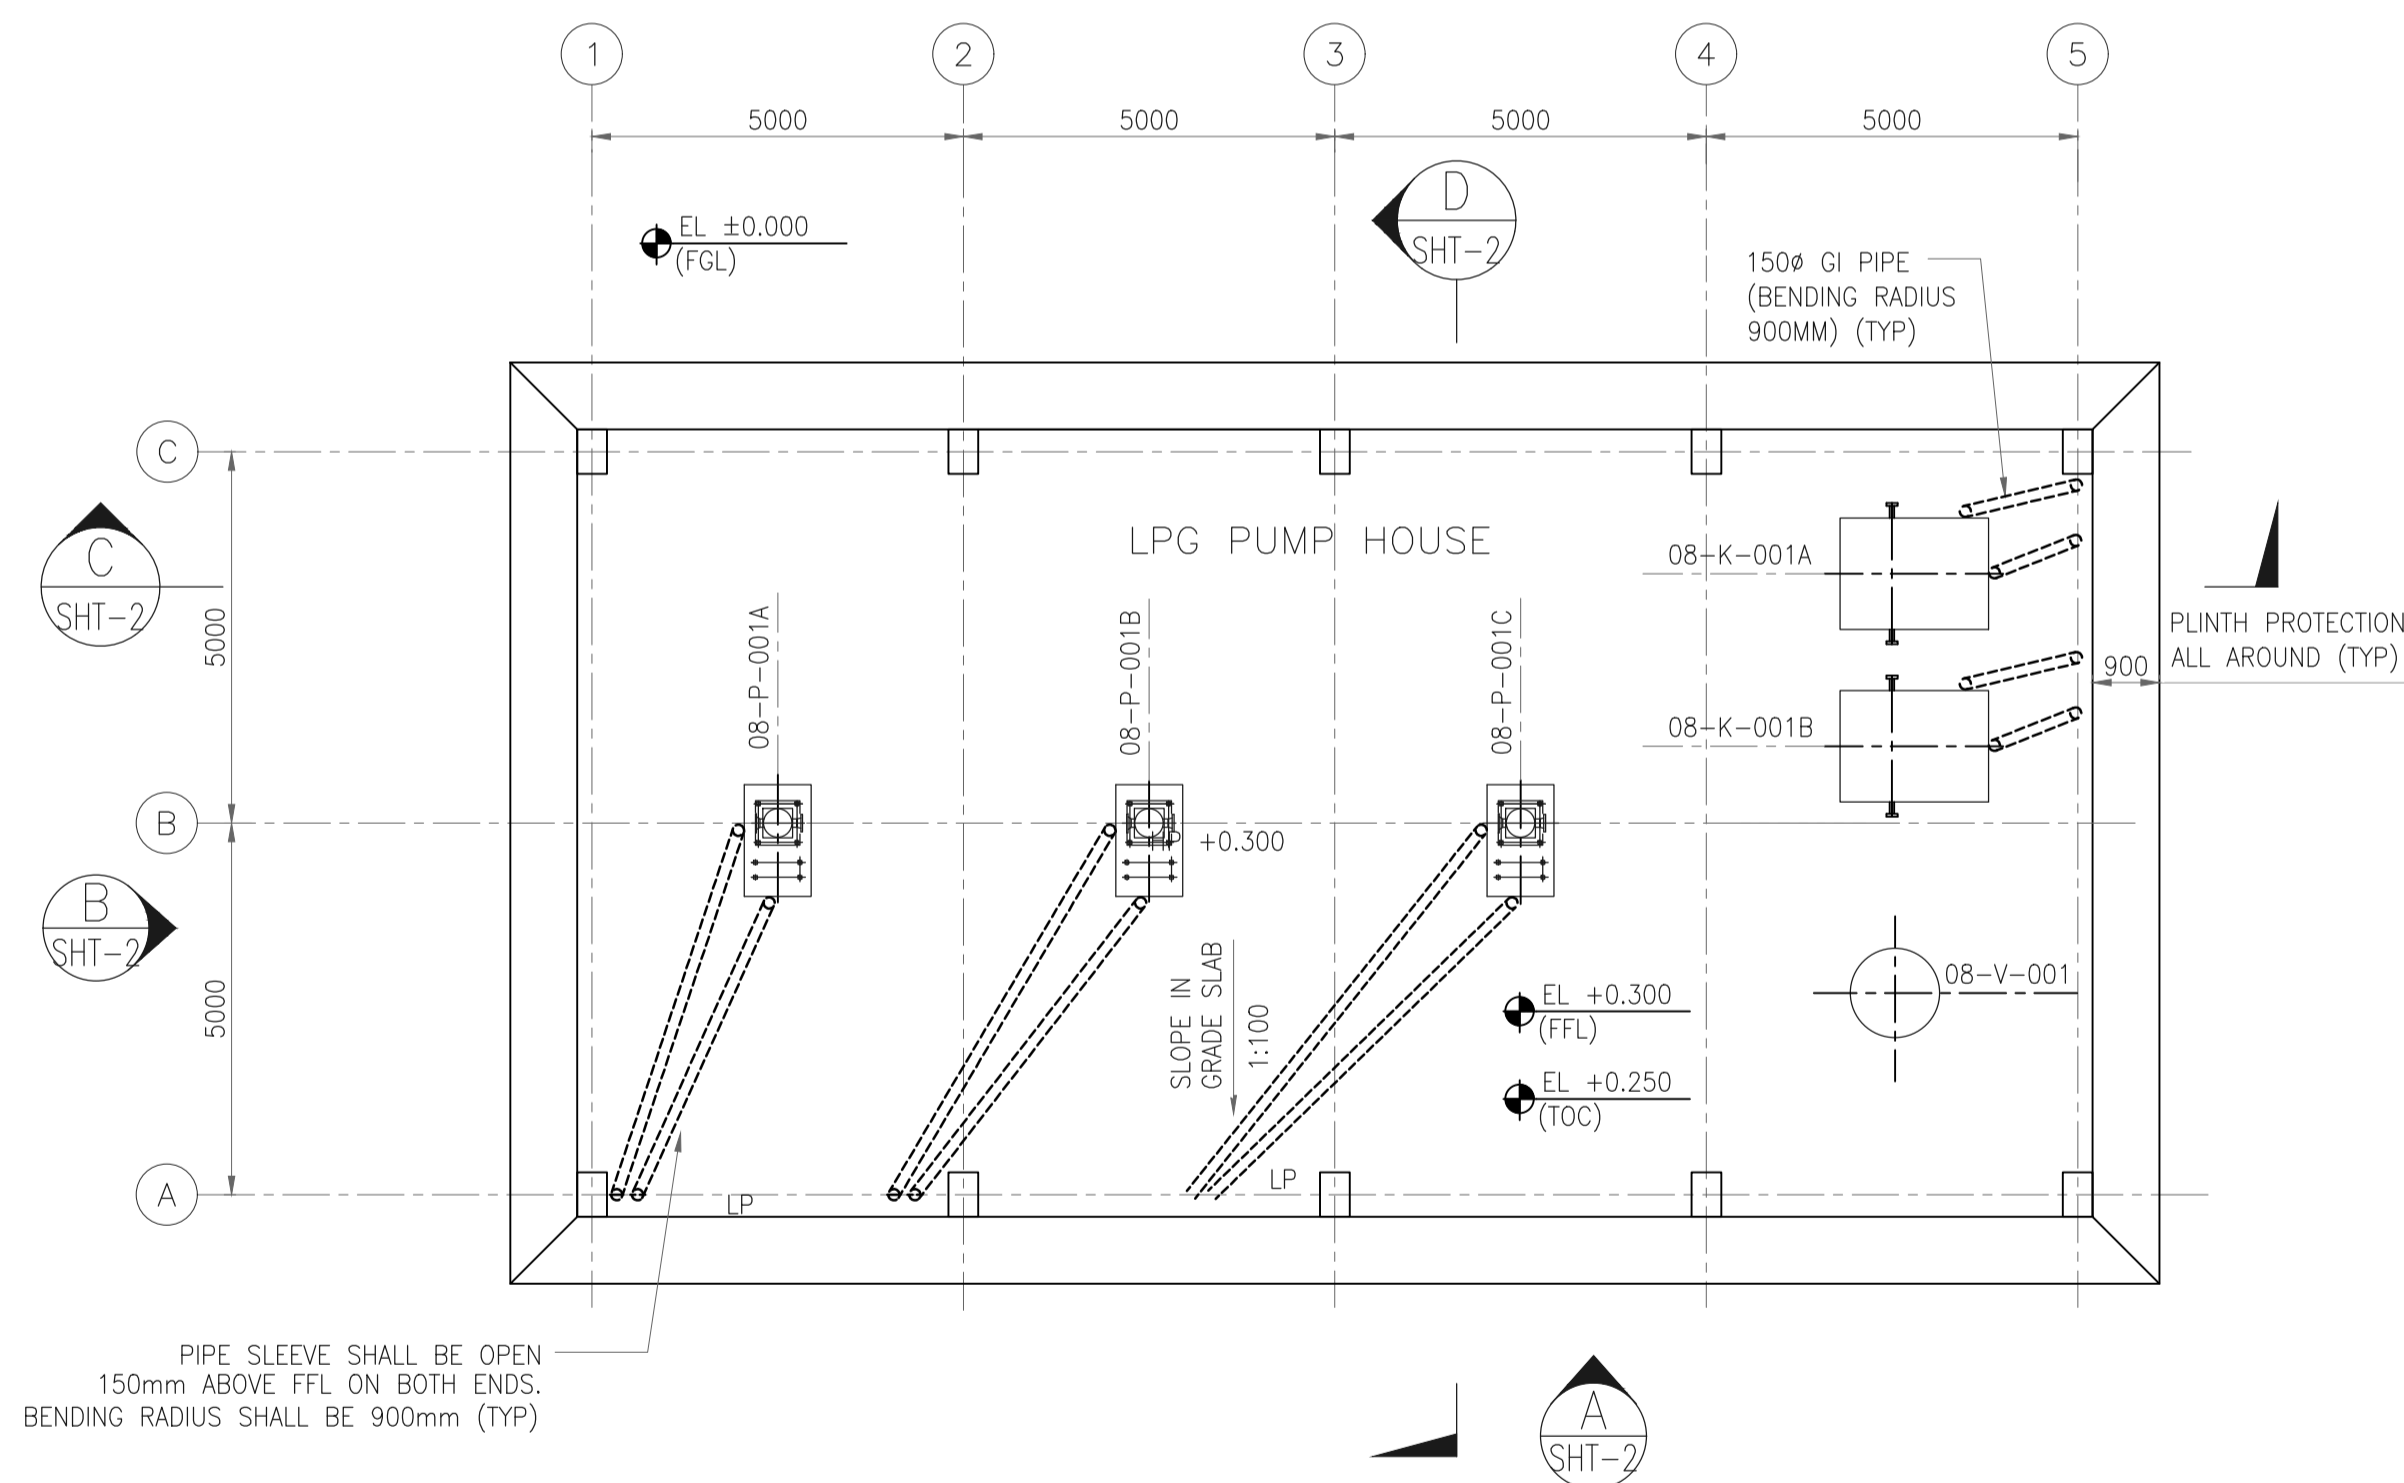 1
2
3
4
5
5000
5000
5000
5000
EL ±0.000
(FGL)
D
SHT-2
150ø GI PIPE
(BENDING RADIUS
900MM) (TYP)
C
C
SHT-2
5000
LPG PUMP HOUSE
08-K-001A
08-P-001A
08-P-001B
08-P-001C
PLINTH PROTECTION
ALL AROUND (TYP)
900
08-K-001B
B
+0.300
B
SHT-2
5000
SLOPE IN
GRADE SLAB
1:100
EL +0.300
(FFL)
08-V-001
EL +0.250
(TOC)
A
LP
LP
PIPE SLEEVE SHALL BE OPEN
150mm ABOVE FFL ON BOTH ENDS.
BENDING RADIUS SHALL BE 900mm (TYP)
A
SHT-2